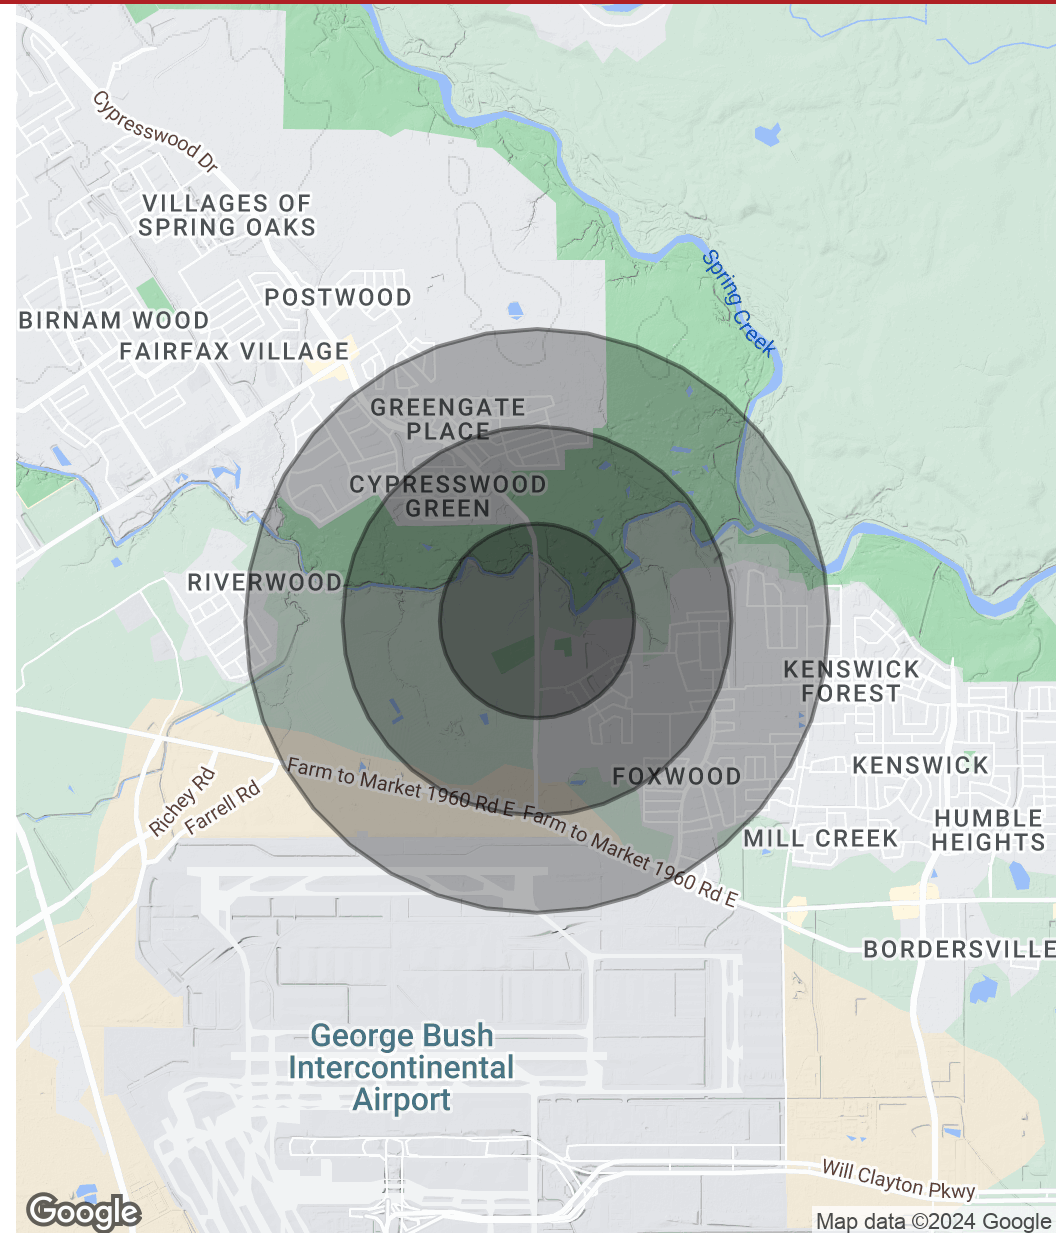 Cypresswood Dr
VILLAGES OF
SPRING OAKS
Spring Creek
POSTWOOD
BIRNAM WOOD
FAIRFAX VILLAGE
GREENGATE
PLACE
CYPRESSWOOD
GREEN
RIVERWOOD
KENSWICK
FOREST
Farm to Market 1960 Rd E
FOXWOOD
KENSWICK
Richey Rd
Farrell Rd
Farm to Market 1960 Rd E
MILL CREEK
HUMBLE
HEIGHTS
BORDERSVILLE
George Bush
Intercontinental
Airport
Will Clayton Pkwy
Google
Map data ©2024 Google